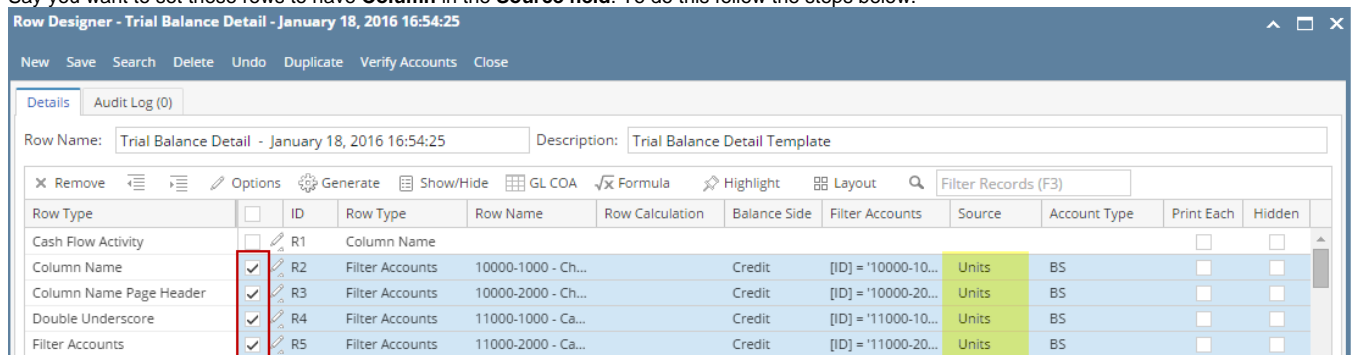 Say you want to set these rows to have Column in the Source field. To do this follow the steps below.
Row Designer - Trial Balance Detail - January 18, 2016 16:54:25
New Save Search Delete Undo Duplicate Verify Accounts Close
Details Audit Log (0)
Row Name: Trial Balance Detail - January 18, 2016 16:54:25 Description: Trial Balance Detail Template
Remove Options Generate Show/Hide GL COA Formula Highlight Layout Filter Records (F3)
Row Type ID Row Type Row Name Row Calculation Balance Side Filter Accounts Source Account Type Print Each Hidden
Cash Flow Activity R1 Column Name
Column Name R2 Filter Accounts 10000-1000 - Ch... Credit [ID] = '10000-10... Units BS
Column Name Page Header R3 Filter Accounts 10000-2000 - Ch... Credit [ID] = '10000-20... Units BS
Double Underscore R4 Filter Accounts 11000-1000 - Ca... Credit [ID] = '11000-10... Units BS
Filter Accounts R5 Filter Accounts 11000-2000 - Ca... Credit [ID] = '11000-20... Units BS